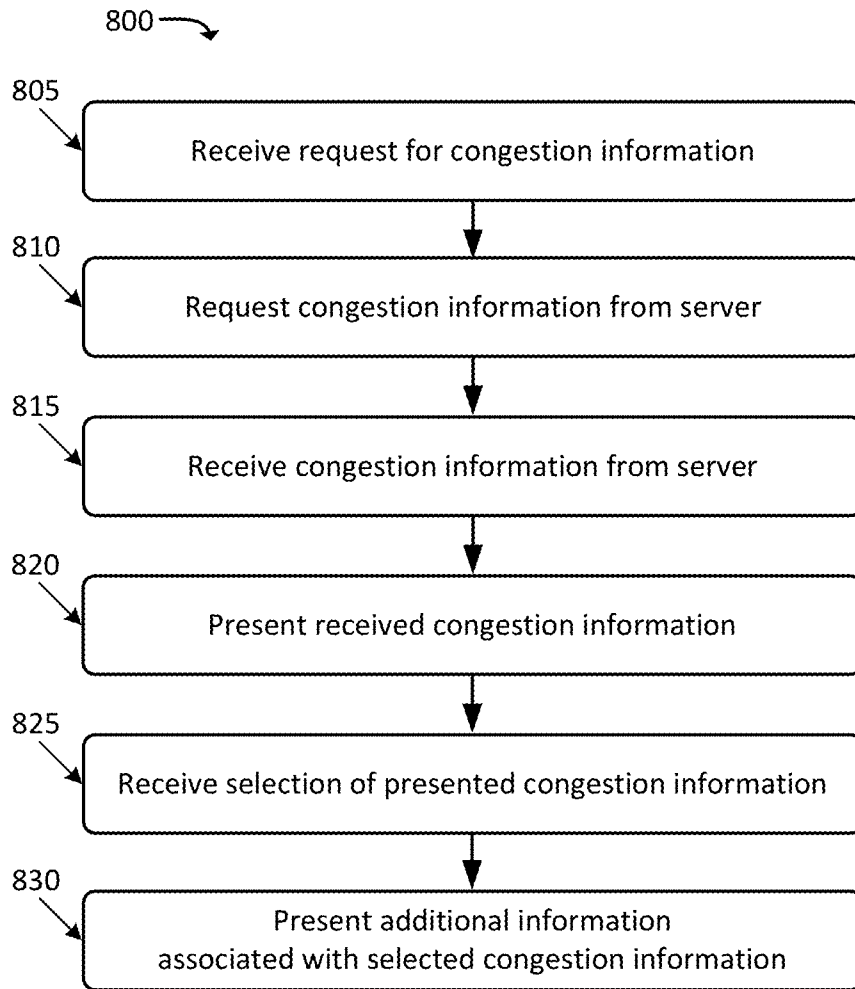 800
805
Receive request for congestion information
810
Request congestion information from server
815
Receive congestion information from server
820
Present received congestion information
825
Receive selection of presented congestion information
830
Present additional information
associated with selected congestion information